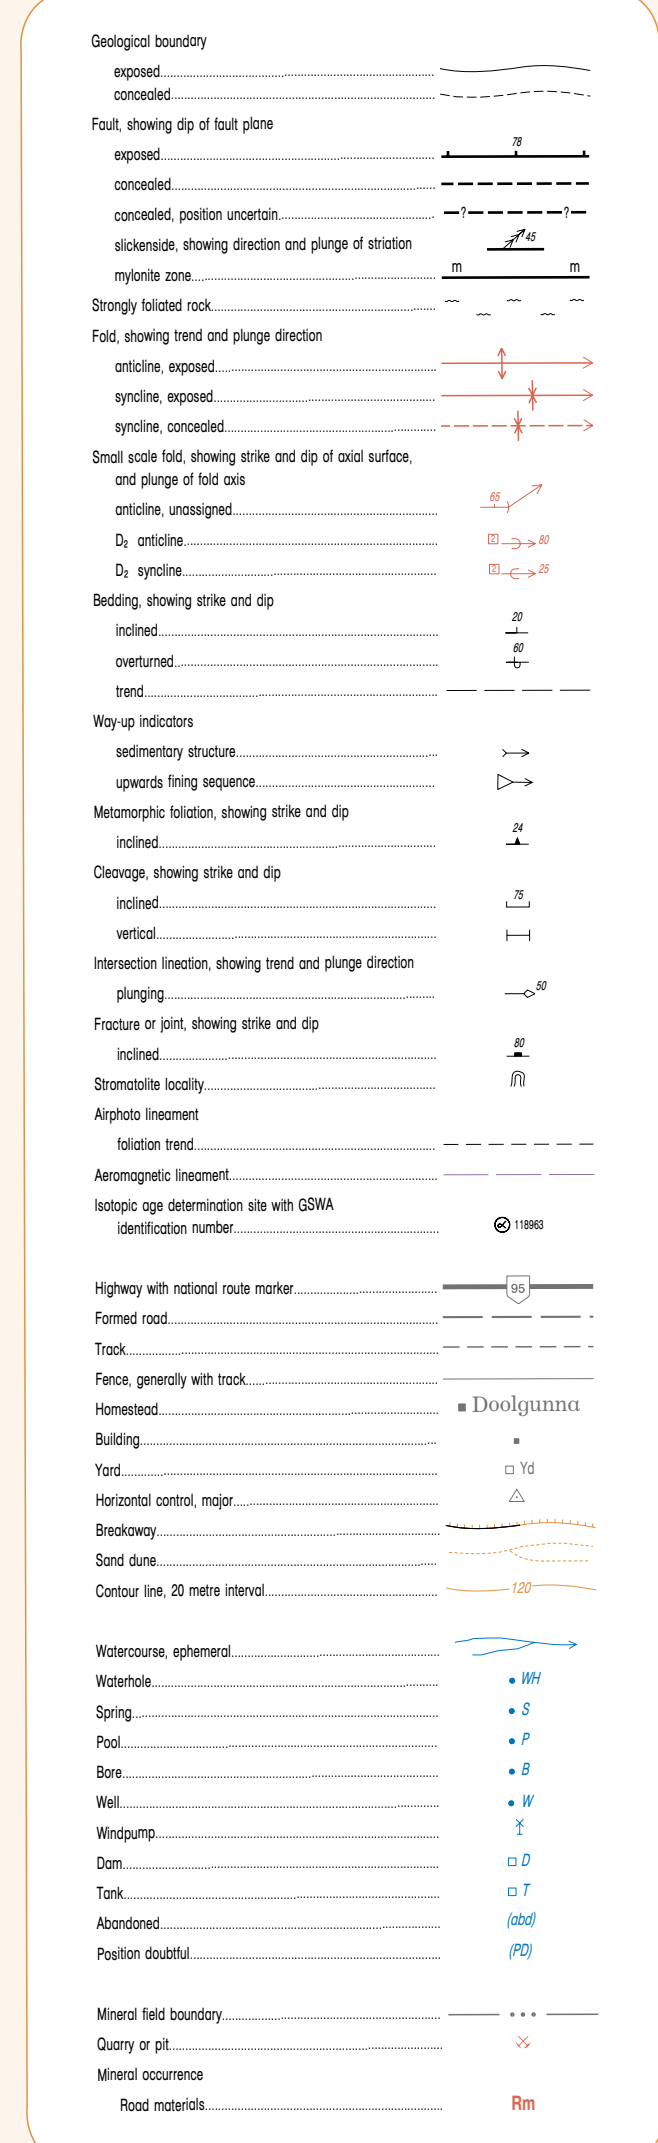 Geological boundary
exposed
concealed
Fault, showing dip of fault plane
exposed 78
concealed
concealed, position uncertain. ? ?
slickenside, showing direction and plunge of striation 45
mylonite zone m m
Strongly foliated rock
Fold, showing trend and plunge direction
anticline, exposed
syncline, exposed
syncline, concealed
Small scale fold, showing strike and dip of axial surface,
and plunge of fold axis
anticline, unassigned 65
D₂ anticline 2 80
D₂ syncline 2 25
Bedding, showing strike and dip
inclined 20
overturned 60
trend
Way-up indicators
sedimentary structure
upwards fining sequence
Metamorphic foliation, showing strike and dip
inclined 24
Cleavage, showing strike and dip
inclined 75
vertical
Intersection lineation, showing trend and plunge direction
plunging 50
Fracture or joint, showing strike and dip
inclined 80
Stromatolite locality
Airphoto lineament
foliation trend
Aeromagnetic lineament
Isotopic age determination site with GSWA
identification number 118963
Highway with national route marker 95
Formed road
Track
Fence, generally with track
Homestead Doolgunna
Building
Yard Yd
Horizontal control, major
Breakaway
Sand dune
Contour line, 20 metre interval 120
Watercourse, ephemeral
Waterhole WH
Spring S
Pool P
Bore B
Well W
Windpump
Dam D
Tank T
Abandoned (abd)
Position doubtful (PD)
Mineral field boundary
Quarry or pit
Mineral occurrence
Road materials Rm